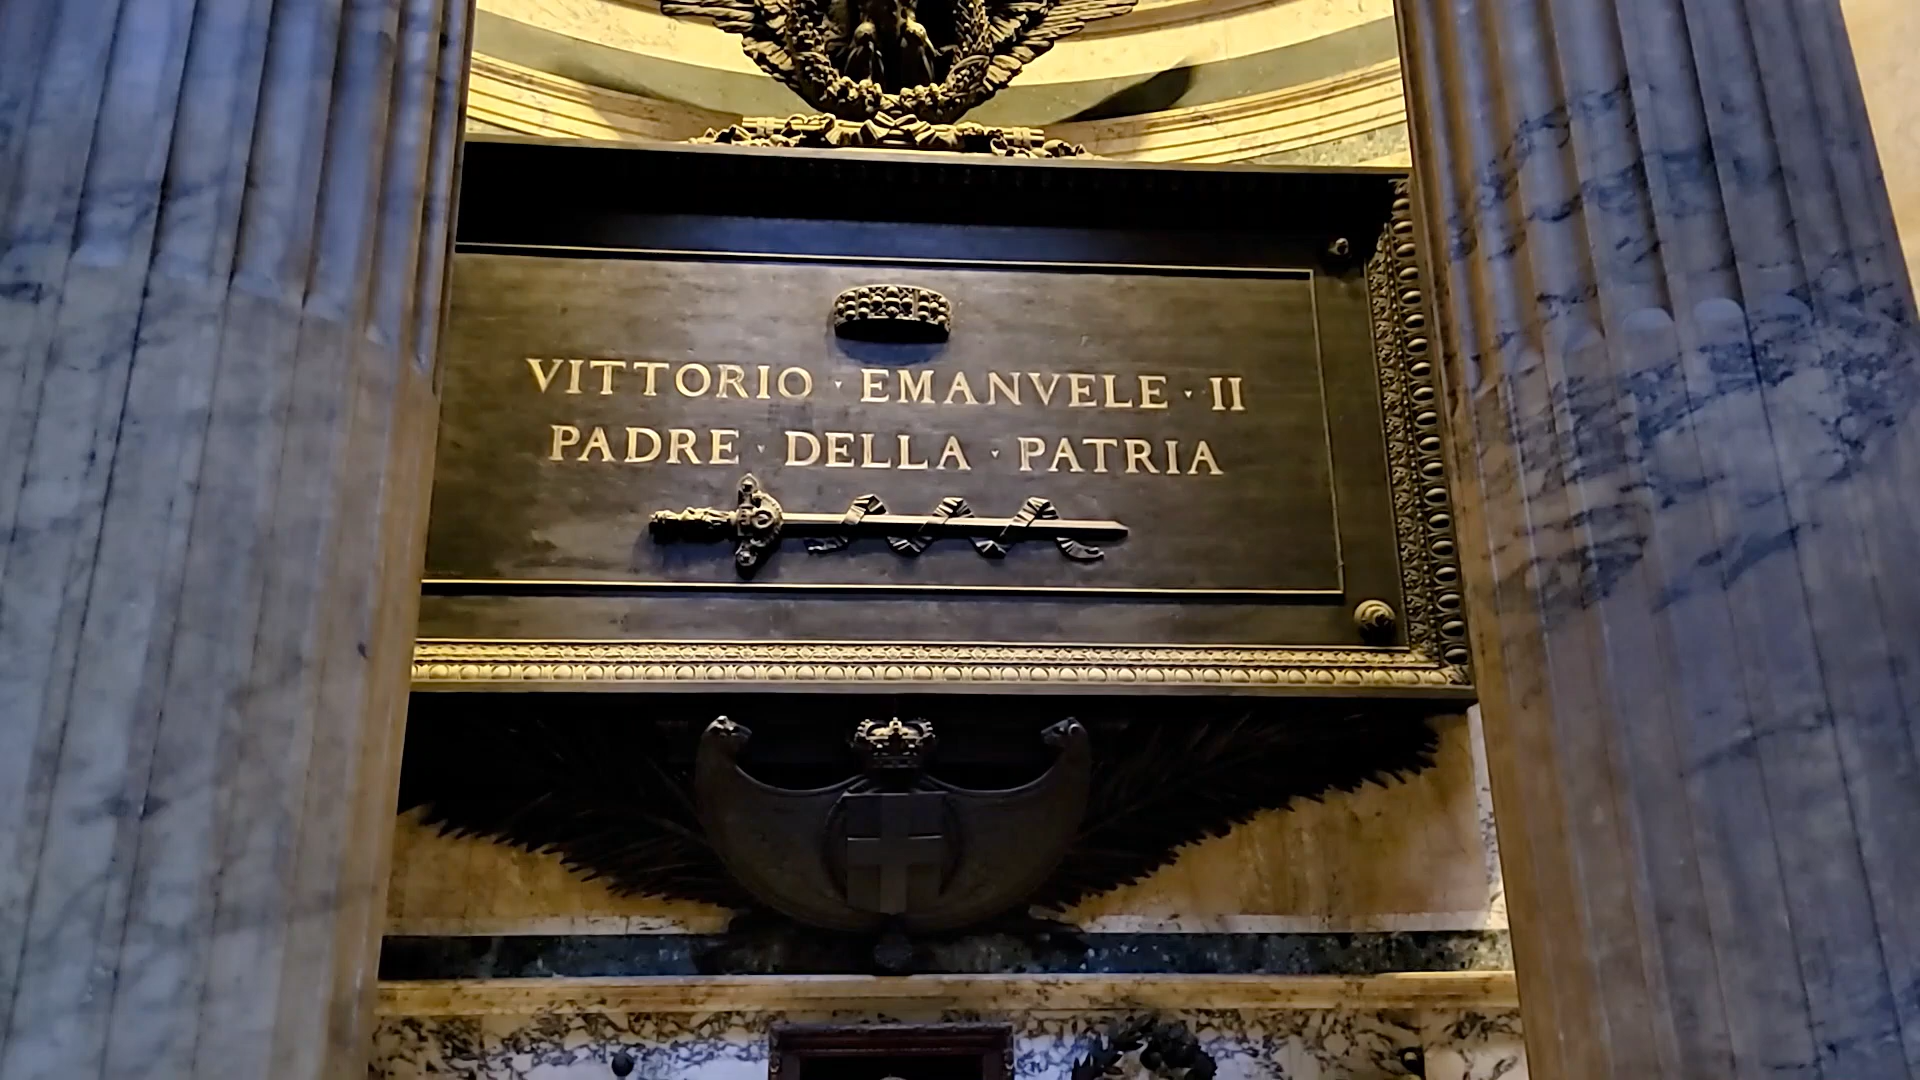 VITTORIO · EMANVELE · II
PADRE · DELLA · PATRIA